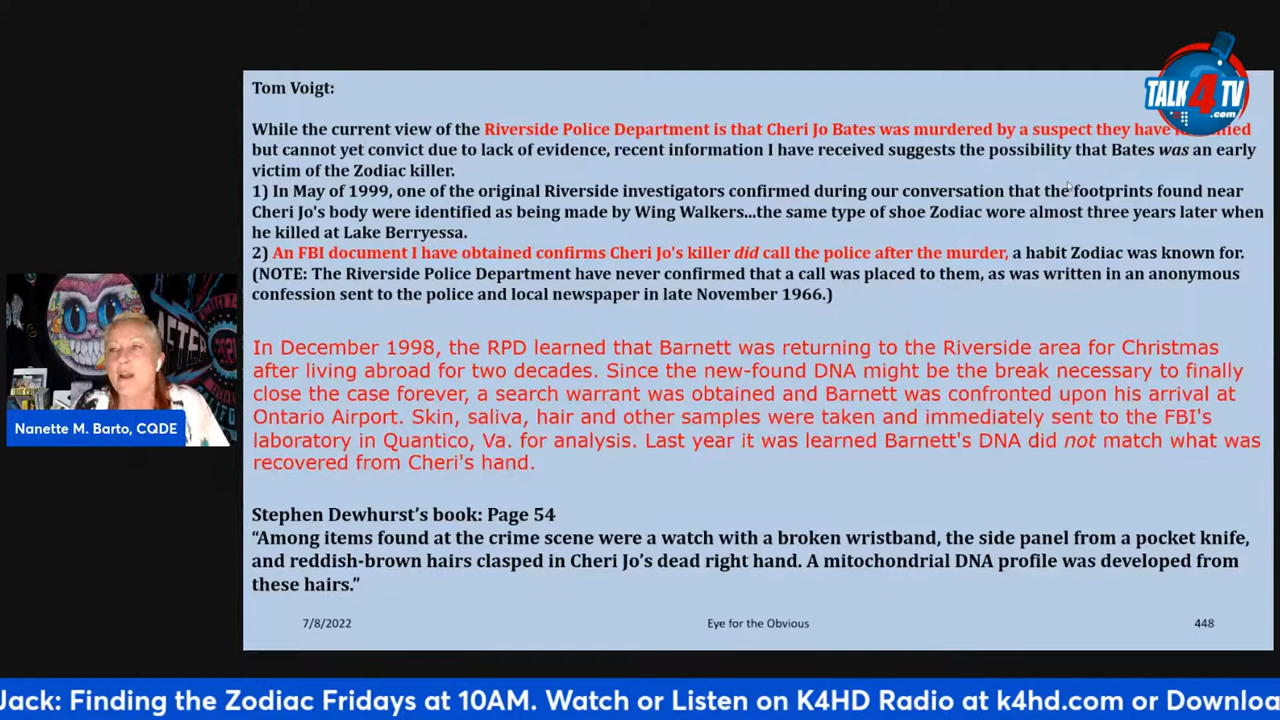 TALK 4 TV
.com
Tom Voigt:
While the current view of the Riverside Police Department is that Cheri Jo Bates was murdered by a suspect they have
but cannot yet convict due to lack of evidence, recent information I have received suggests the possibility that Bates was an early
victim of the Zodiac killer.
1) In May of 1999, one of the original Riverside investigators confirmed during our conversation that the footprints found near
Cheri Jo's body were identified as being made by Wing Walkers...the same type of shoe Zodiac wore almost three years later when
he killed at Lake Berryessa.
2) An FBI document I have obtained confirms Cheri Jo's killer did call the police after the murder, a habit Zodiac was known for.
(NOTE: The Riverside Police Department have never confirmed that a call was placed to them, as was written in an anonymous
confession sent to the police and local newspaper in late November 1966.)
In December 1998, the RPD learned that Barnett was returning to the Riverside area for Christmas
after living abroad for two decades. Since the new-found DNA might be the break necessary to finally
close the case forever, a search warrant was obtained and Barnett was confronted upon his arrival at
Ontario Airport. Skin, saliva, hair and other samples were taken and immediately sent to the FBI's
laboratory in Quantico, Va. for analysis. Last year it was learned Barnett's DNA did not match what was
recovered from Cheri's hand.
Stephen Dewhurst's book: Page 54
“Among items found at the crime scene were a watch with a broken wristband, the side panel from a pocket knife,
and reddish-brown hairs clasped in Cheri Jo's dead right hand. A mitochondrial DNA profile was developed from
these hairs.”
7/8/2022 Eye for the Obvious 448
AFTER
Nanette M. Barto, CQDE
Jack: Finding the Zodiac Fridays at 10AM. Watch or Listen on K4HD Radio at k4hd.com or